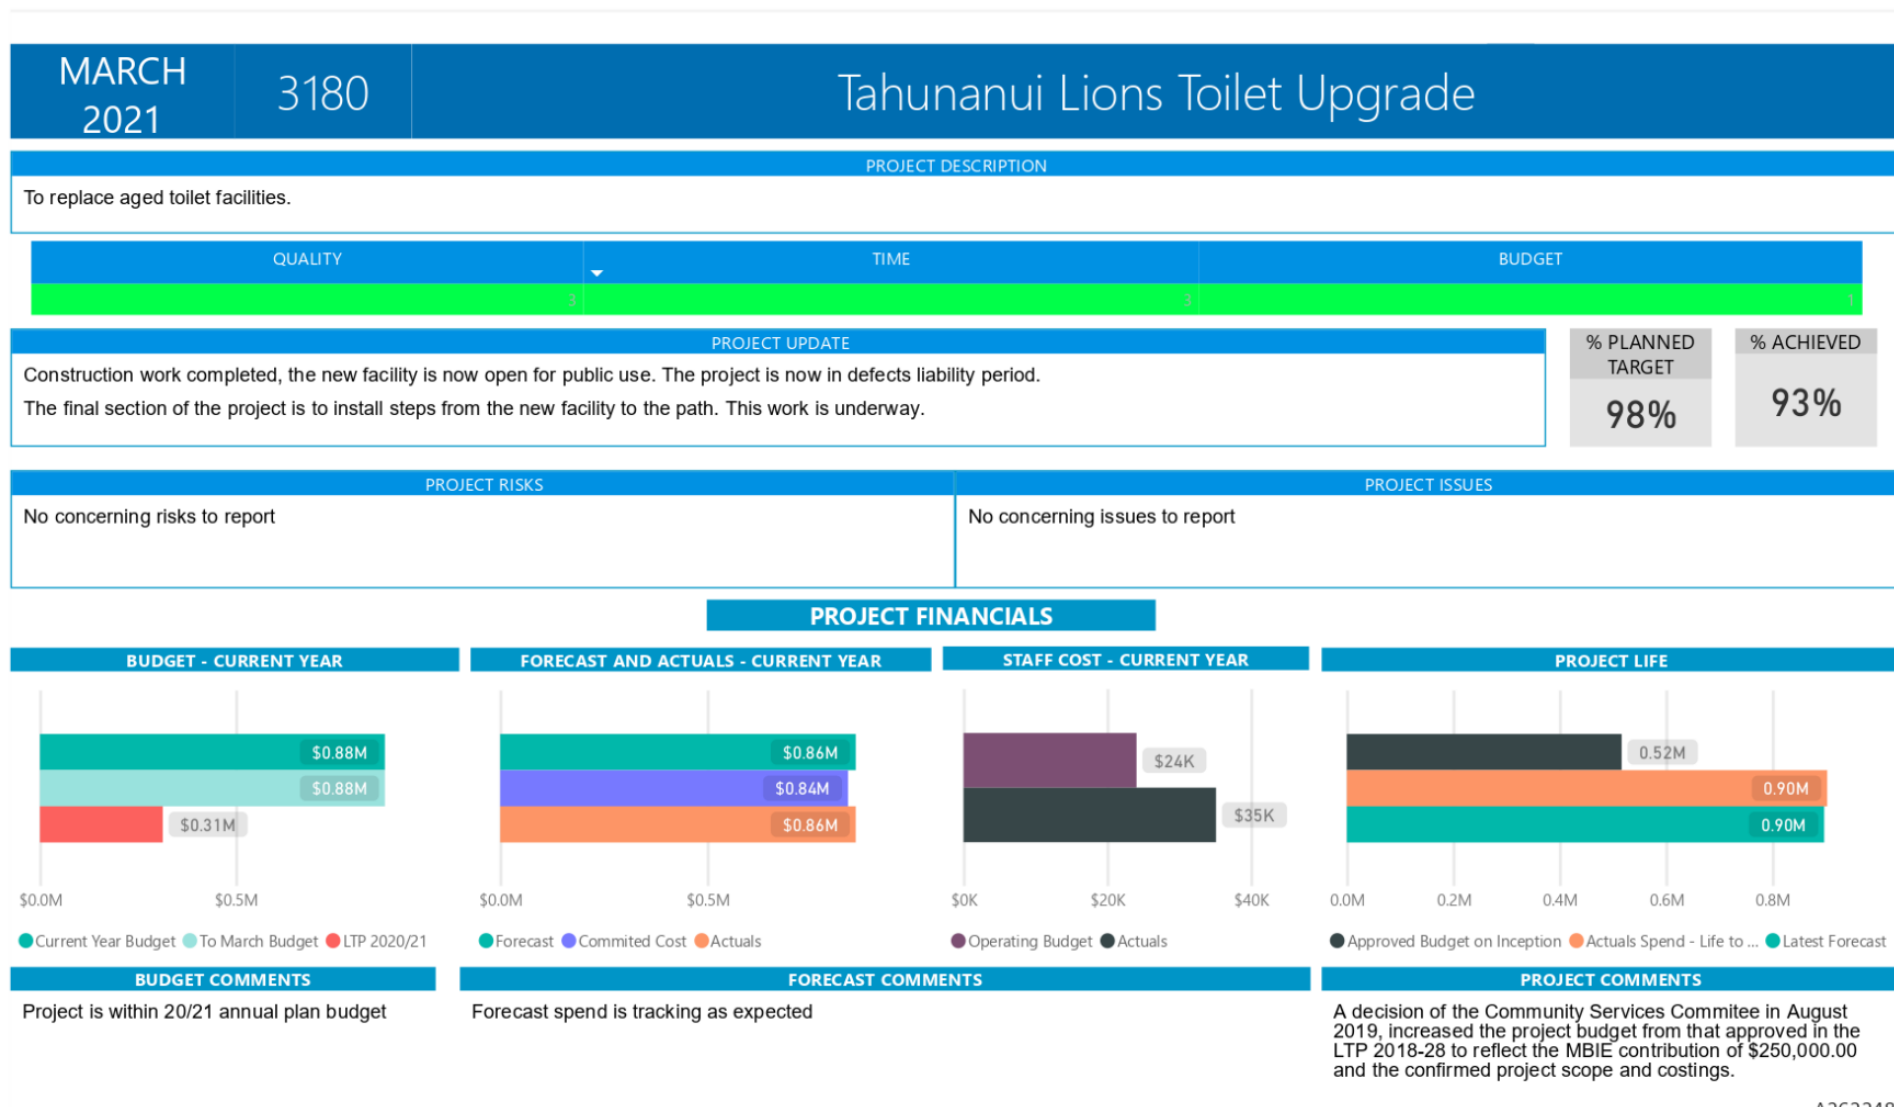 MARCH
2021
3180
Tahunanui Lions Toilet Upgrade
PROJECT DESCRIPTION
To replace aged toilet facilities.
QUALITY
TIME
BUDGET
3
3
1
PROJECT UPDATE
Construction work completed, the new facility is now open for public use. The project is now in defects liability period.
The final section of the project is to install steps from the new facility to the path. This work is underway.
% PLANNED
TARGET
98%
% ACHIEVED
93%
PROJECT RISKS
No concerning risks to report
PROJECT ISSUES
No concerning issues to report
PROJECT FINANCIALS
BUDGET - CURRENT YEAR
$0.88M
$0.88M
$0.31M
$0.0M $0.5M
Current Year Budget To March Budget LTP 2020/21
FORECAST AND ACTUALS - CURRENT YEAR
$0.86M
$0.84M
$0.86M
$0.0M $0.5M
Forecast Commited Cost Actuals
STAFF COST - CURRENT YEAR
$24K
$35K
$0K $20K $40K
Operating Budget Actuals
PROJECT LIFE
0.52M
0.90M
0.90M
0.0M 0.2M 0.4M 0.6M 0.8M
Approved Budget on Inception Actuals Spend - Life to ... Latest Forecast
BUDGET COMMENTS
Project is within 20/21 annual plan budget
FORECAST COMMENTS
Forecast spend is tracking as expected
PROJECT COMMENTS
A decision of the Community Services Commitee in August
2019, increased the project budget from that approved in the
LTP 2018-28 to reflect the MBIE contribution of $250,000.00
and the confirmed project scope and costings.